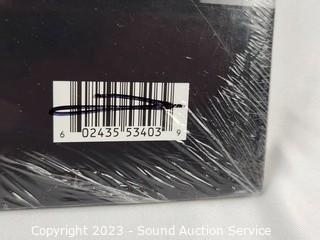 6 02435 53403 9
Copyright 2023 - Sound Auction Service